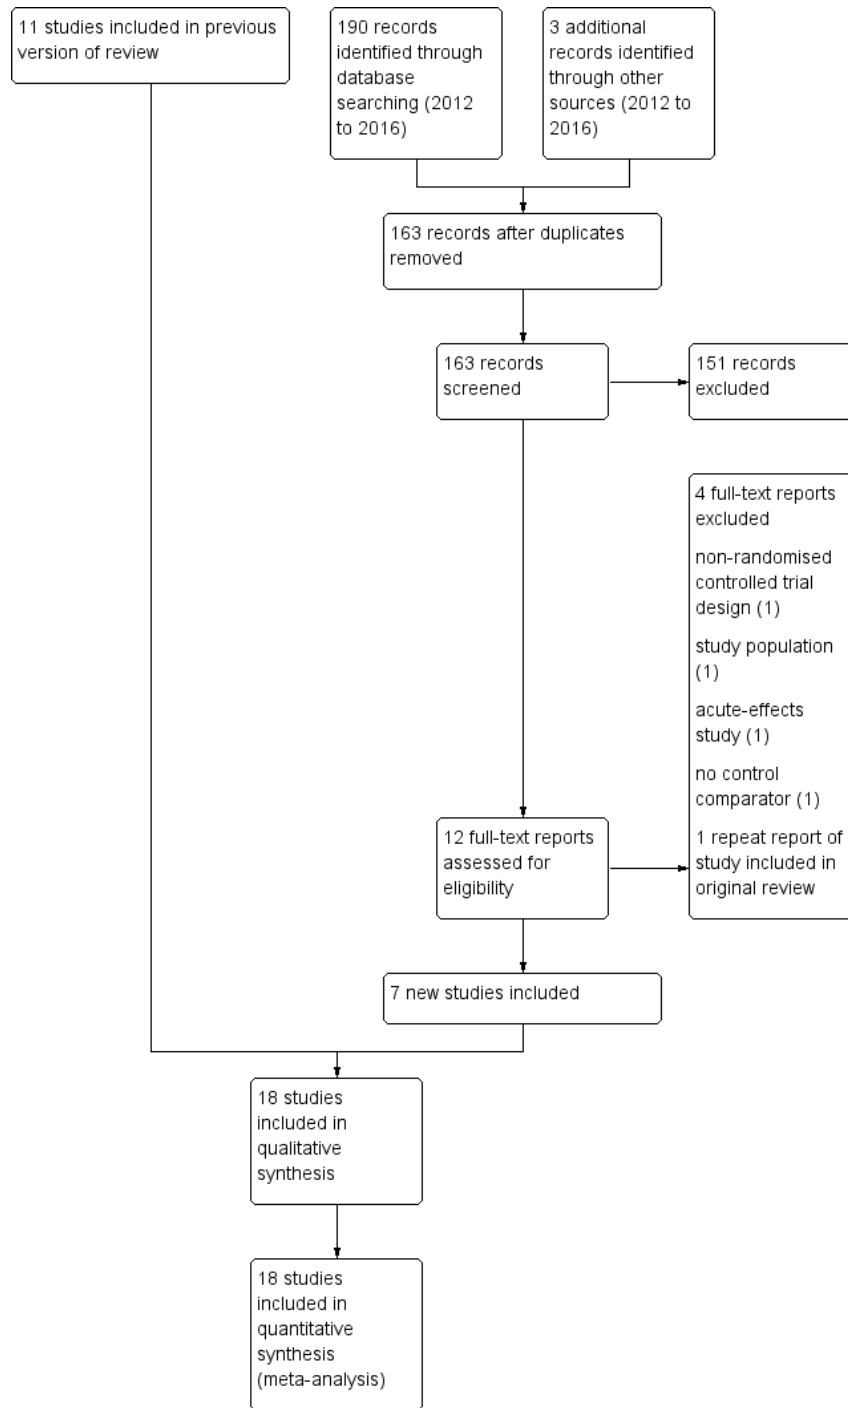 11 studies included in previous
version of review
190 records
identified through
database
searching (2012
to 2016)
3 additional
records identified
through other
sources (2012 to
2016)
163 records after duplicates
removed
163 records
screened
151 records
excluded
4 full-text reports
excluded
non-randomised
controlled trial
design (1)
study population
(1)
acute-effects
study (1)
no control
comparator (1)
1 repeat report of
study included in
original review
12 full-text reports
assessed for
eligibility
7 new studies included
18 studies
included in
qualitative
synthesis
18 studies
included in
quantitative
synthesis
(meta-analysis)